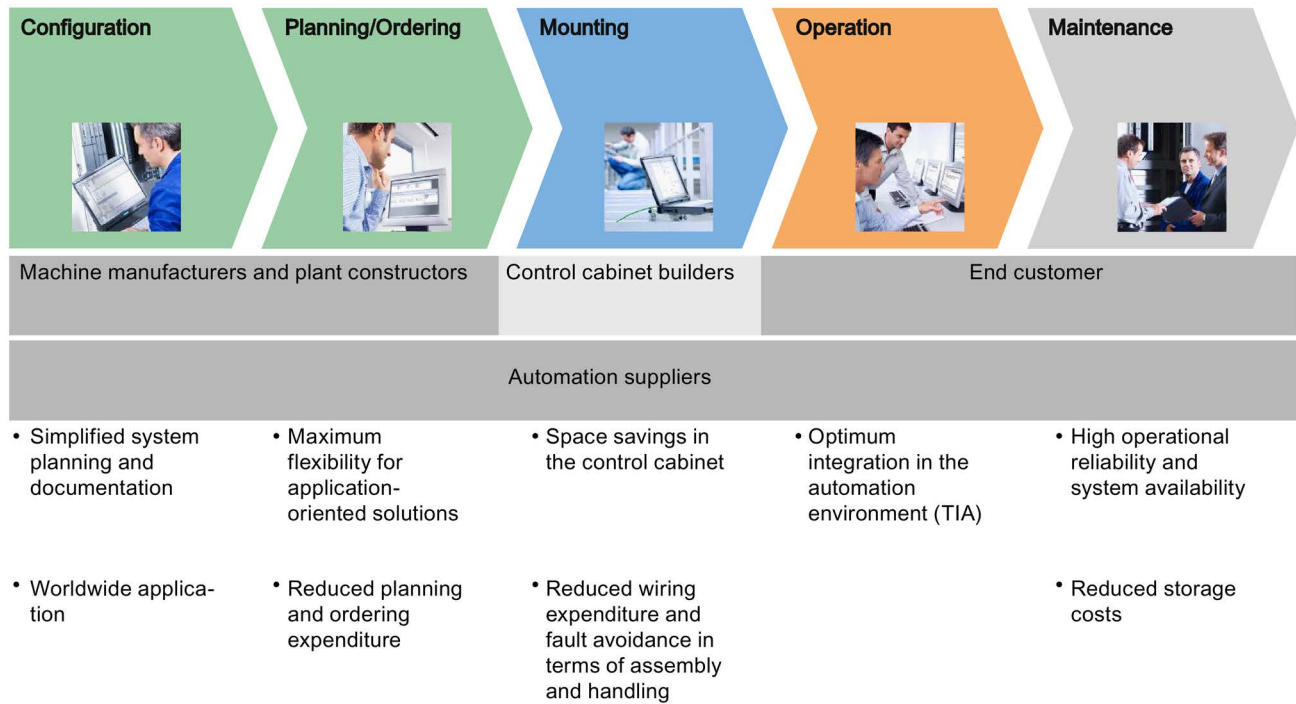 Configuration
Planning/Ordering
Mounting
Operation
Maintenance
Machine manufacturers and plant constructors
Control cabinet builders
End customer
Automation suppliers
• Simplified system
planning and
documentation
• Worldwide applica-
tion
• Maximum
flexibility for
application-
oriented solutions
• Reduced planning
and ordering
expenditure
• Space savings in
the control cabinet
• Reduced wiring
expenditure and
fault avoidance in
terms of assembly
and handling
• Optimum
integration in the
automation
environment (TIA)
• High operational
reliability and
system availability
• Reduced storage
costs